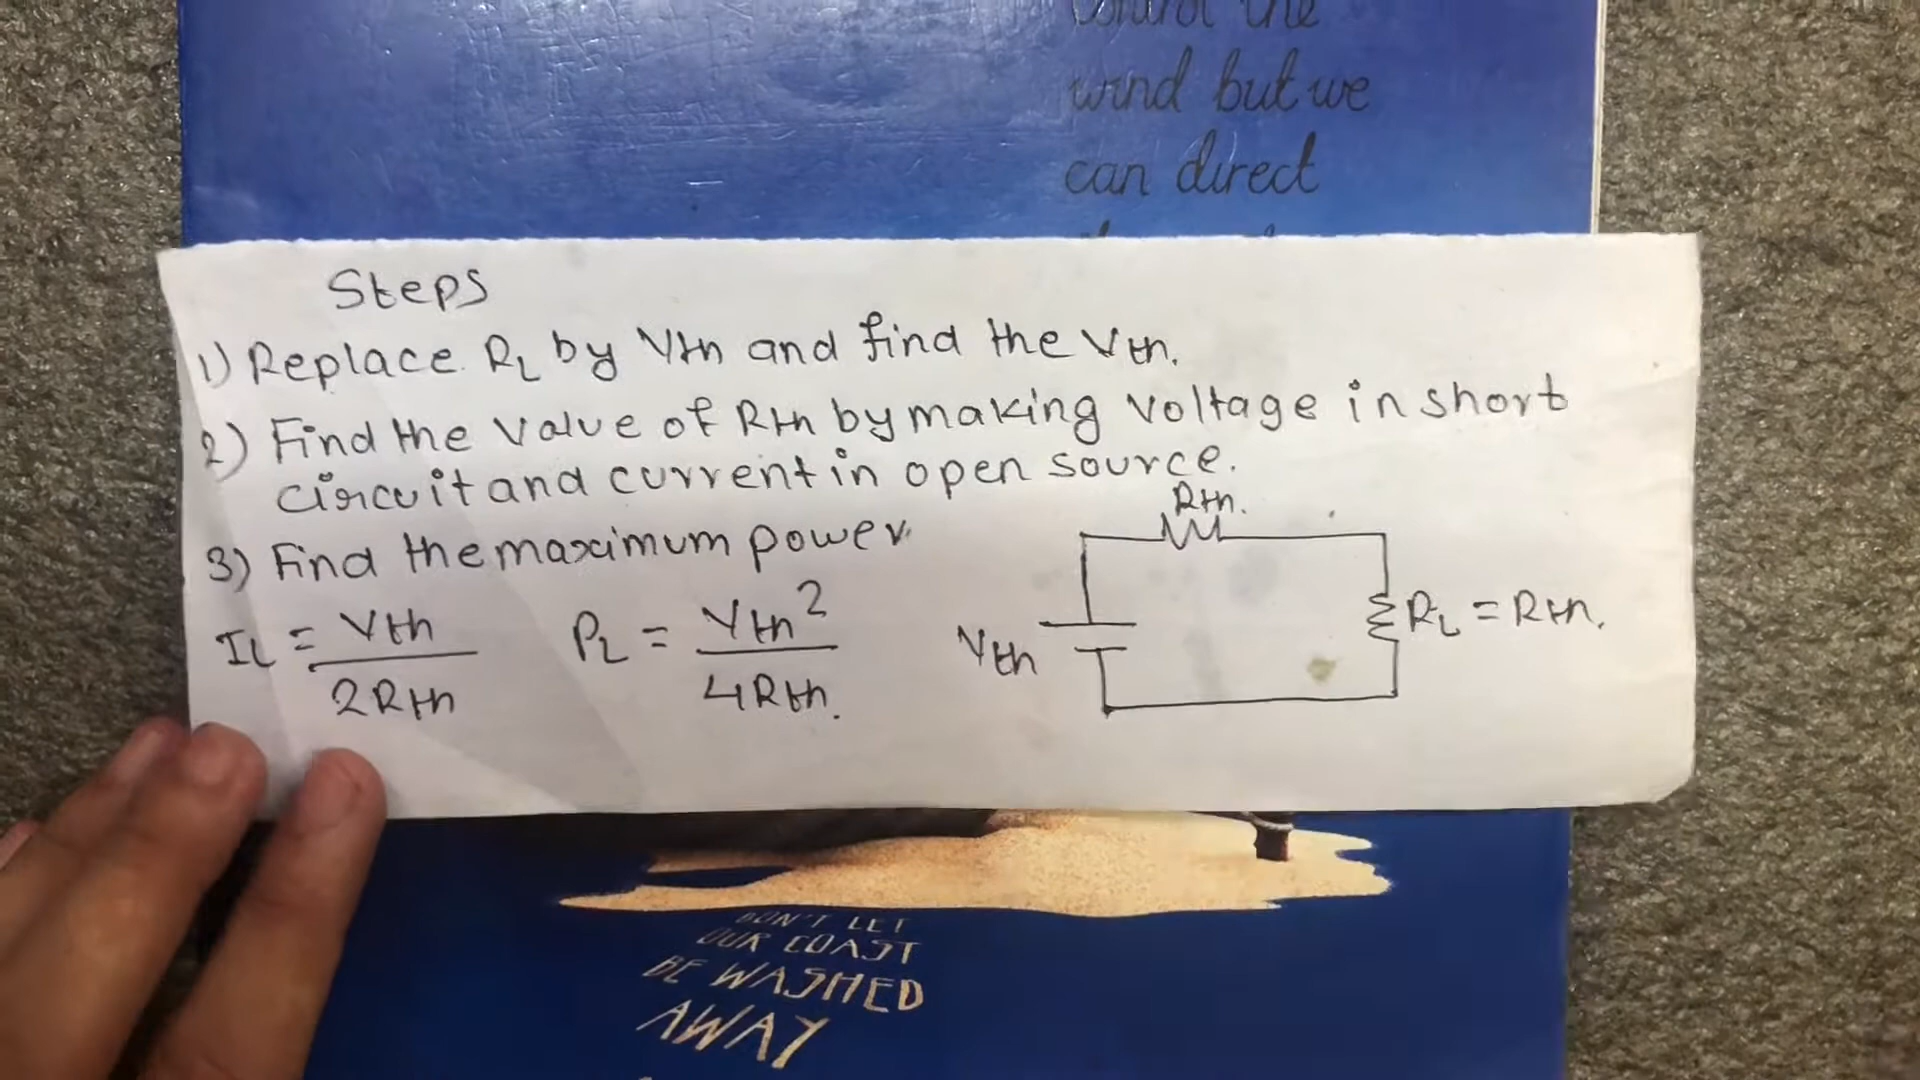 wind but we
can direct
Steps
1) Replace RL by Vth and find the Vth.
2) Find the value of Rth by making voltage in short
circuit and current in open source.
3) Find the maximum power
Rth.
IL = Vth / 2Rth
PL = Vth² / 4Rth.
Vth
RL = Rth.
DON'T LET
OUR COAST
BE WASHED
AWAY